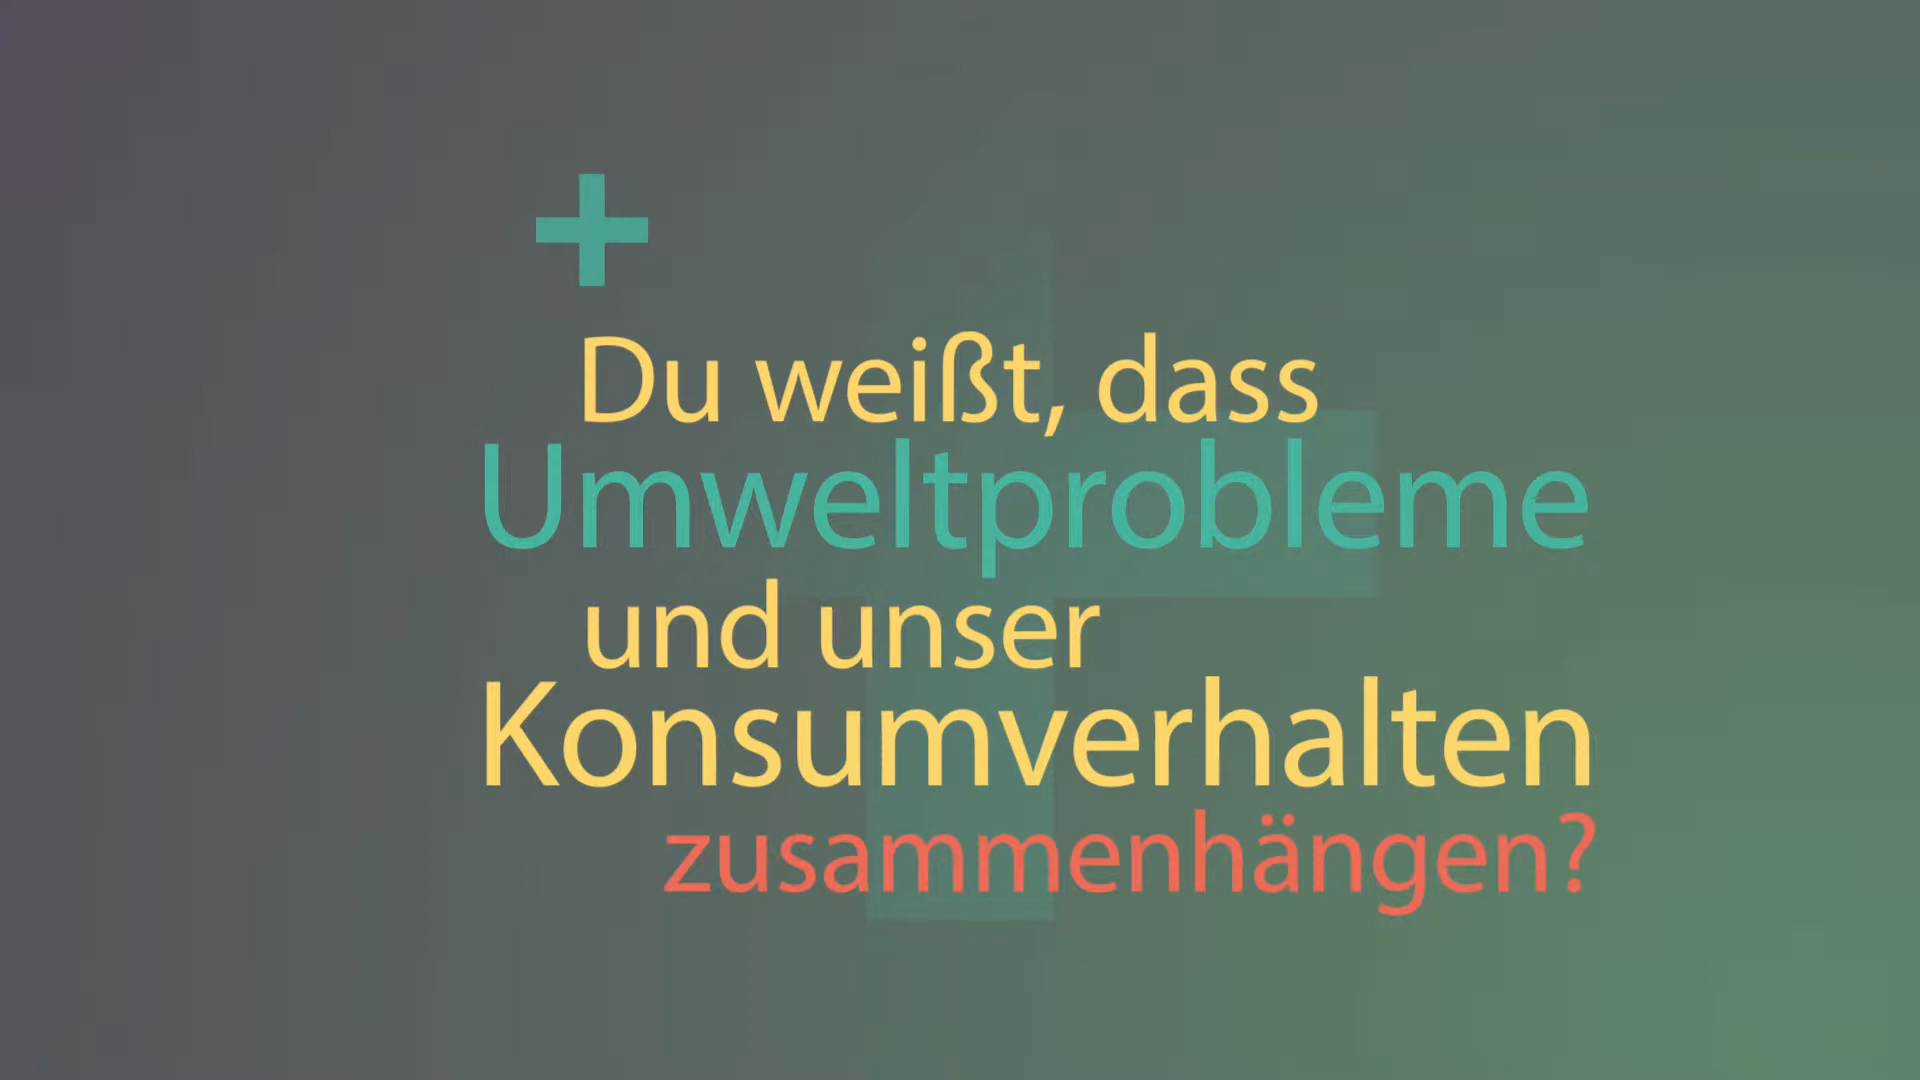 Du weißt, dass
Umweltprobleme
und unser
Konsumverhalten
zusammenhängen?